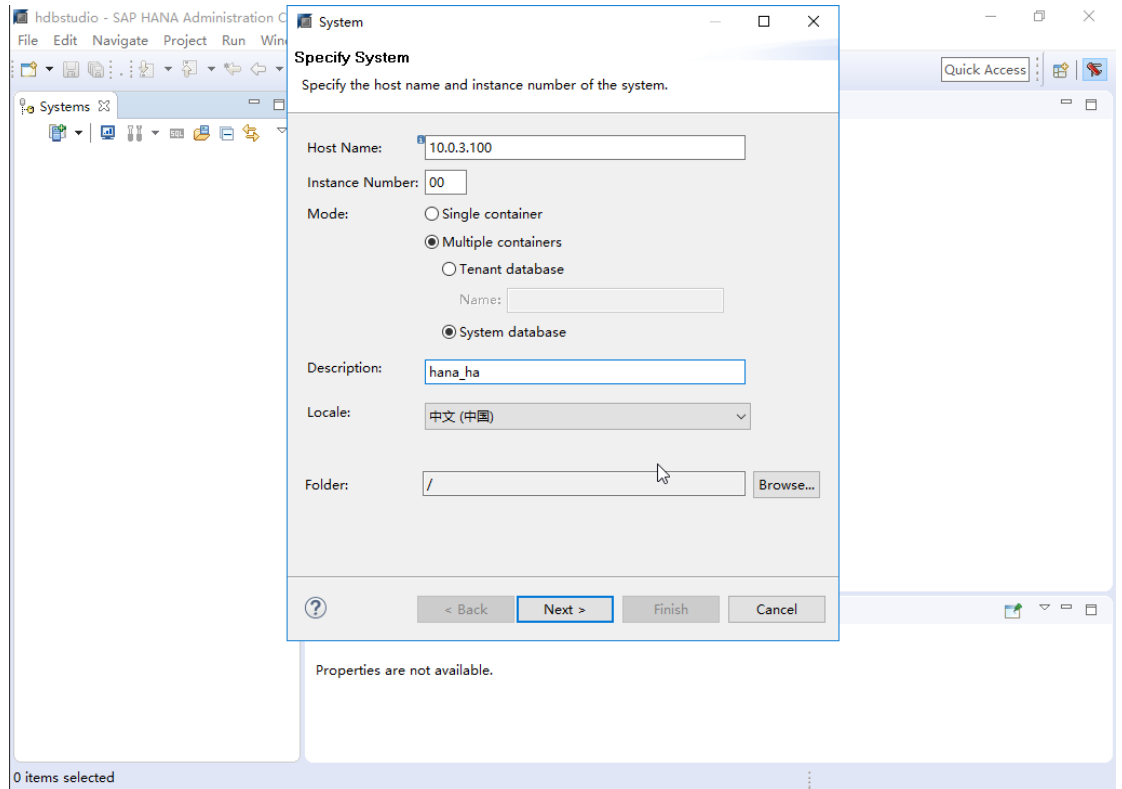 hdbstudio - SAP HANA Administration C
File Edit Navigate Project Run Wind
Quick Access
Systems
System
Specify System
Specify the host name and instance number of the system.
Host Name: 10.0.3.100
Instance Number: 00
Mode: Single container
Multiple containers
Tenant database
Name:
System database
Description: hana_ha
Locale: 中文 (中国)
Folder: / Browse...
? < Back Next > Finish Cancel
Properties are not available.
0 items selected